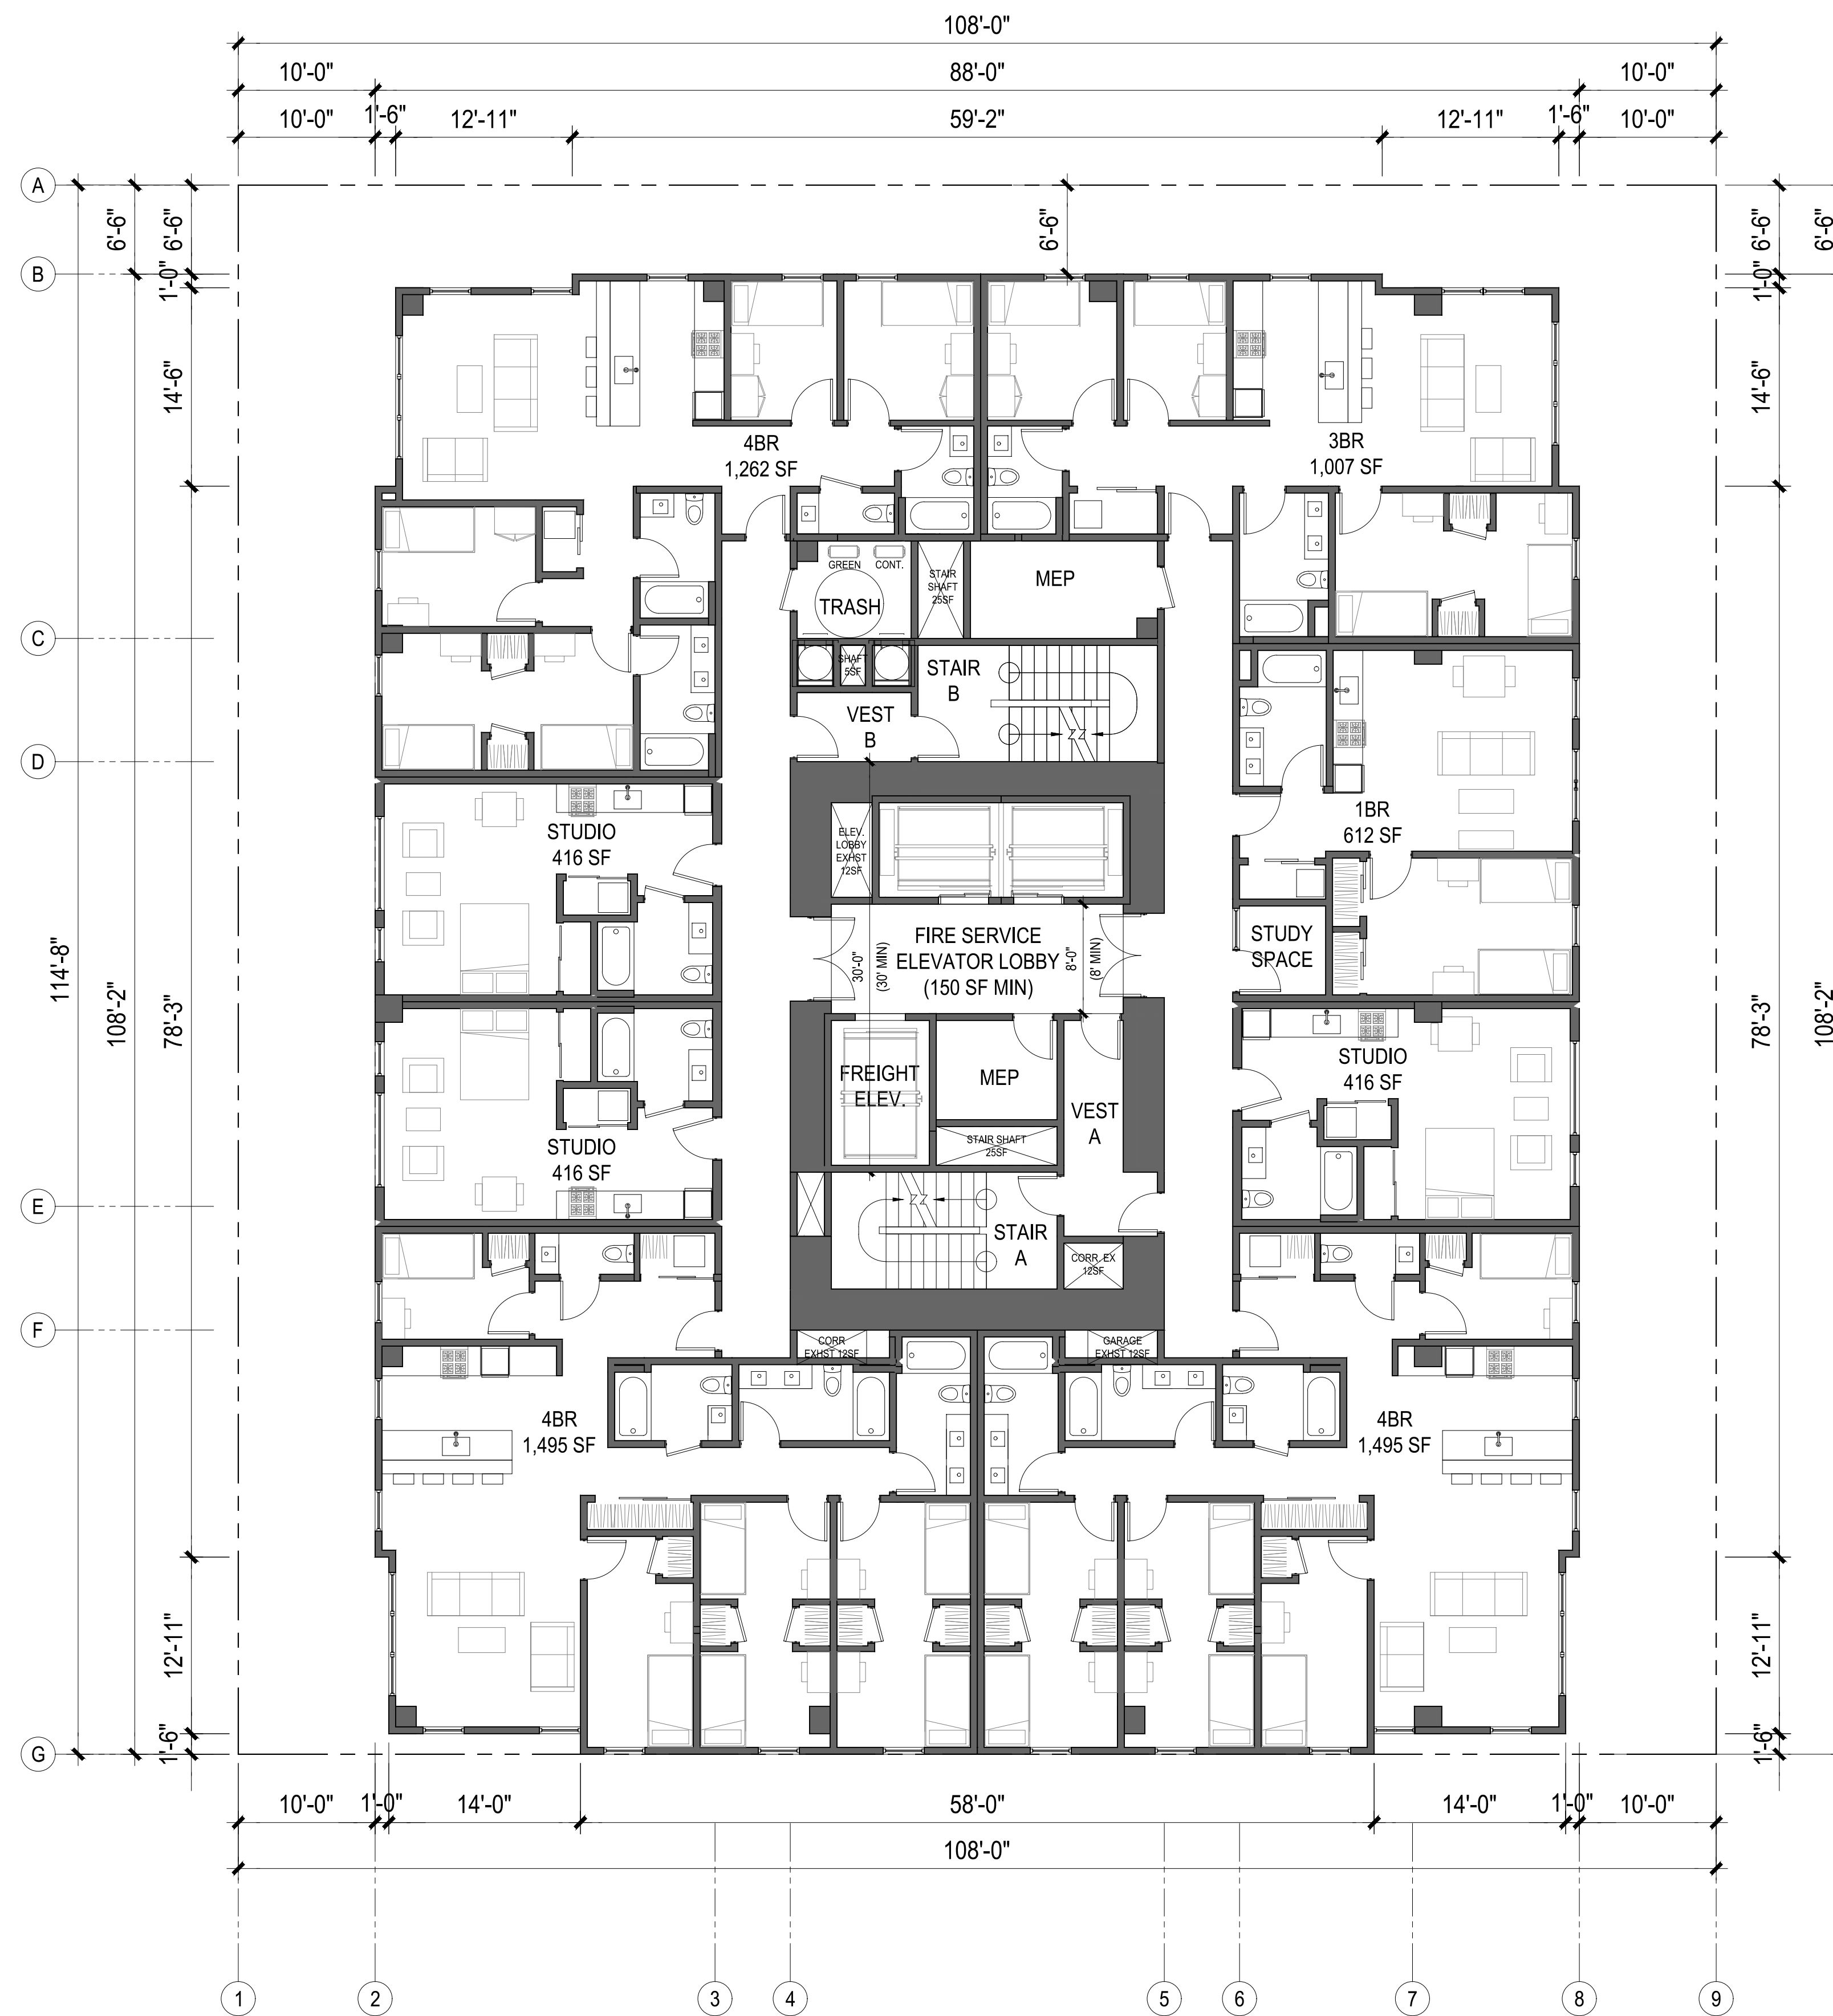 108'-0"
10'-0" 88'-0" 10'-0"
10'-0" 1'-6" 12'-11" 59'-2" 12'-11" 1'-6" 10'-0"
A
B
C
D
E
F
G
114'-8"
6'-6"
108'-2"
6'-6"
1'-0"
14'-6"
78'-3"
12'-11"
1'-6"
6'-6"
4BR
1,262 SF
3BR
1,007 SF
GREEN CONT.
TRASH
STAIR
SHAFT
25SF
MEP
SHAFT
5SF
STAIR
B
VEST
B
STUDIO
416 SF
ELEV.
LOBBY
EXHST
12SF
1BR
612 SF
FIRE SERVICE
ELEVATOR LOBBY
(150 SF MIN)
30'-0"
(30' MIN)
8'-0"
(8' MIN)
STUDY
SPACE
STUDIO
416 SF
FREIGHT
ELEV.
MEP
VEST
A
STAIR SHAFT
25SF
STUDIO
416 SF
STAIR
A
CORR. EX
12SF
CORR
EXHST 12SF
GARAGE
EXHST 12SF
4BR
1,495 SF
4BR
1,495 SF
6'-6"
1'-0"
14'-6"
78'-3"
12'-11"
1'-6"
6'-6"
108'-2"
10'-0" 1'-0" 14'-0" 58'-0" 14'-0" 1'-0" 10'-0"
108'-0"
1 2 3 4 5 6 7 8 9